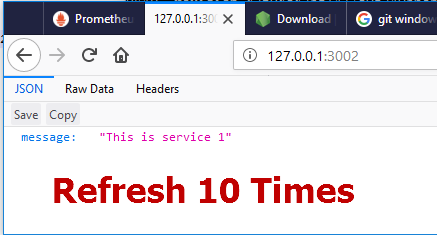 Prometheu
127.0.0.1:300
Download
git window
127.0.0.1:3002
JSON
Raw Data
Headers
Save
Copy
message: "This is service 1"
Refresh 10 Times